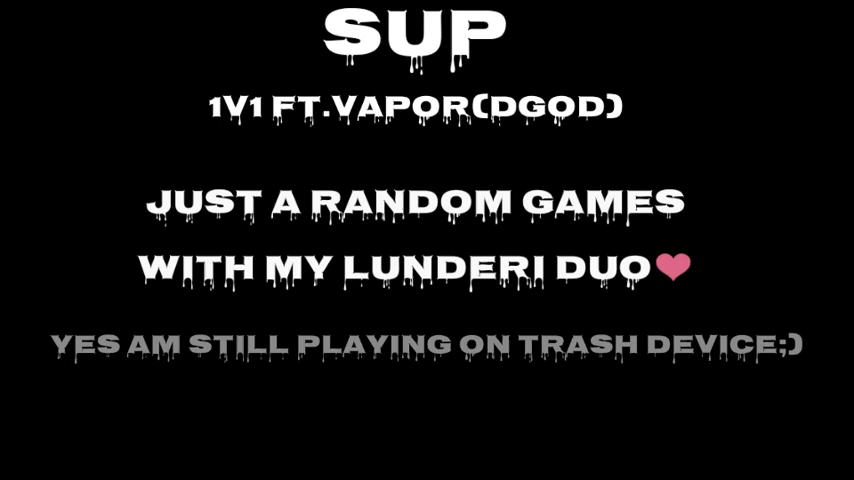 SUP
1V1 FT.VAPOR(DGOD)
JUST A RANDOM GAMES
WITH MY LUNDERI DUO❤
YES AM STILL PLAYING ON TRASH DEVICE;)